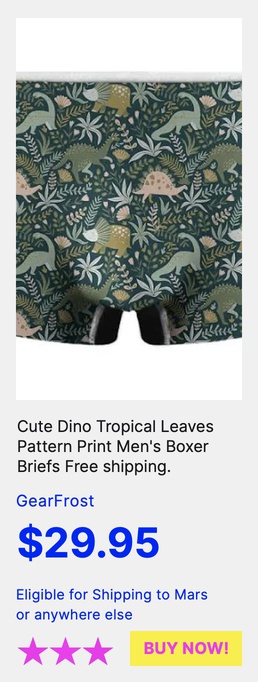 Cute Dino Tropical Leaves
Pattern Print Men's Boxer
Briefs Free shipping.
GearFrost
$29.95
Eligible for Shipping to Mars
or anywhere else
BUY NOW!